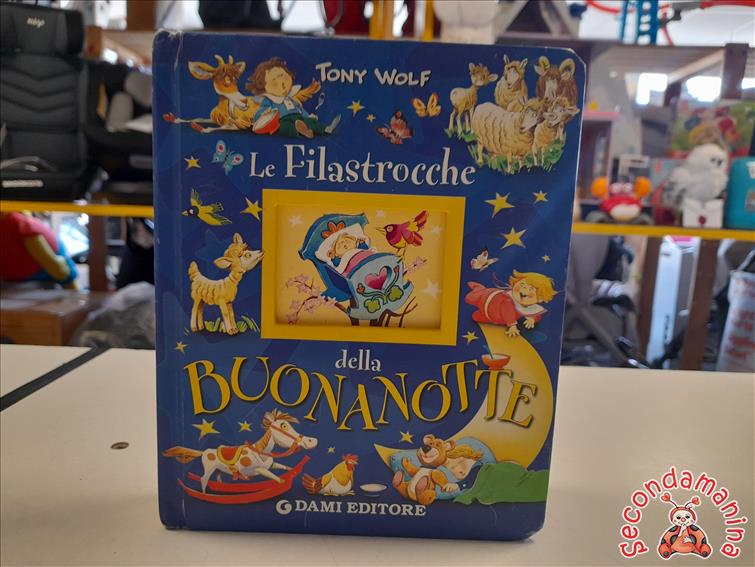 TONY WOLF
Le Filastrocche
della
BUONANOTTE
G DAMI EDITORE
Secondamanina